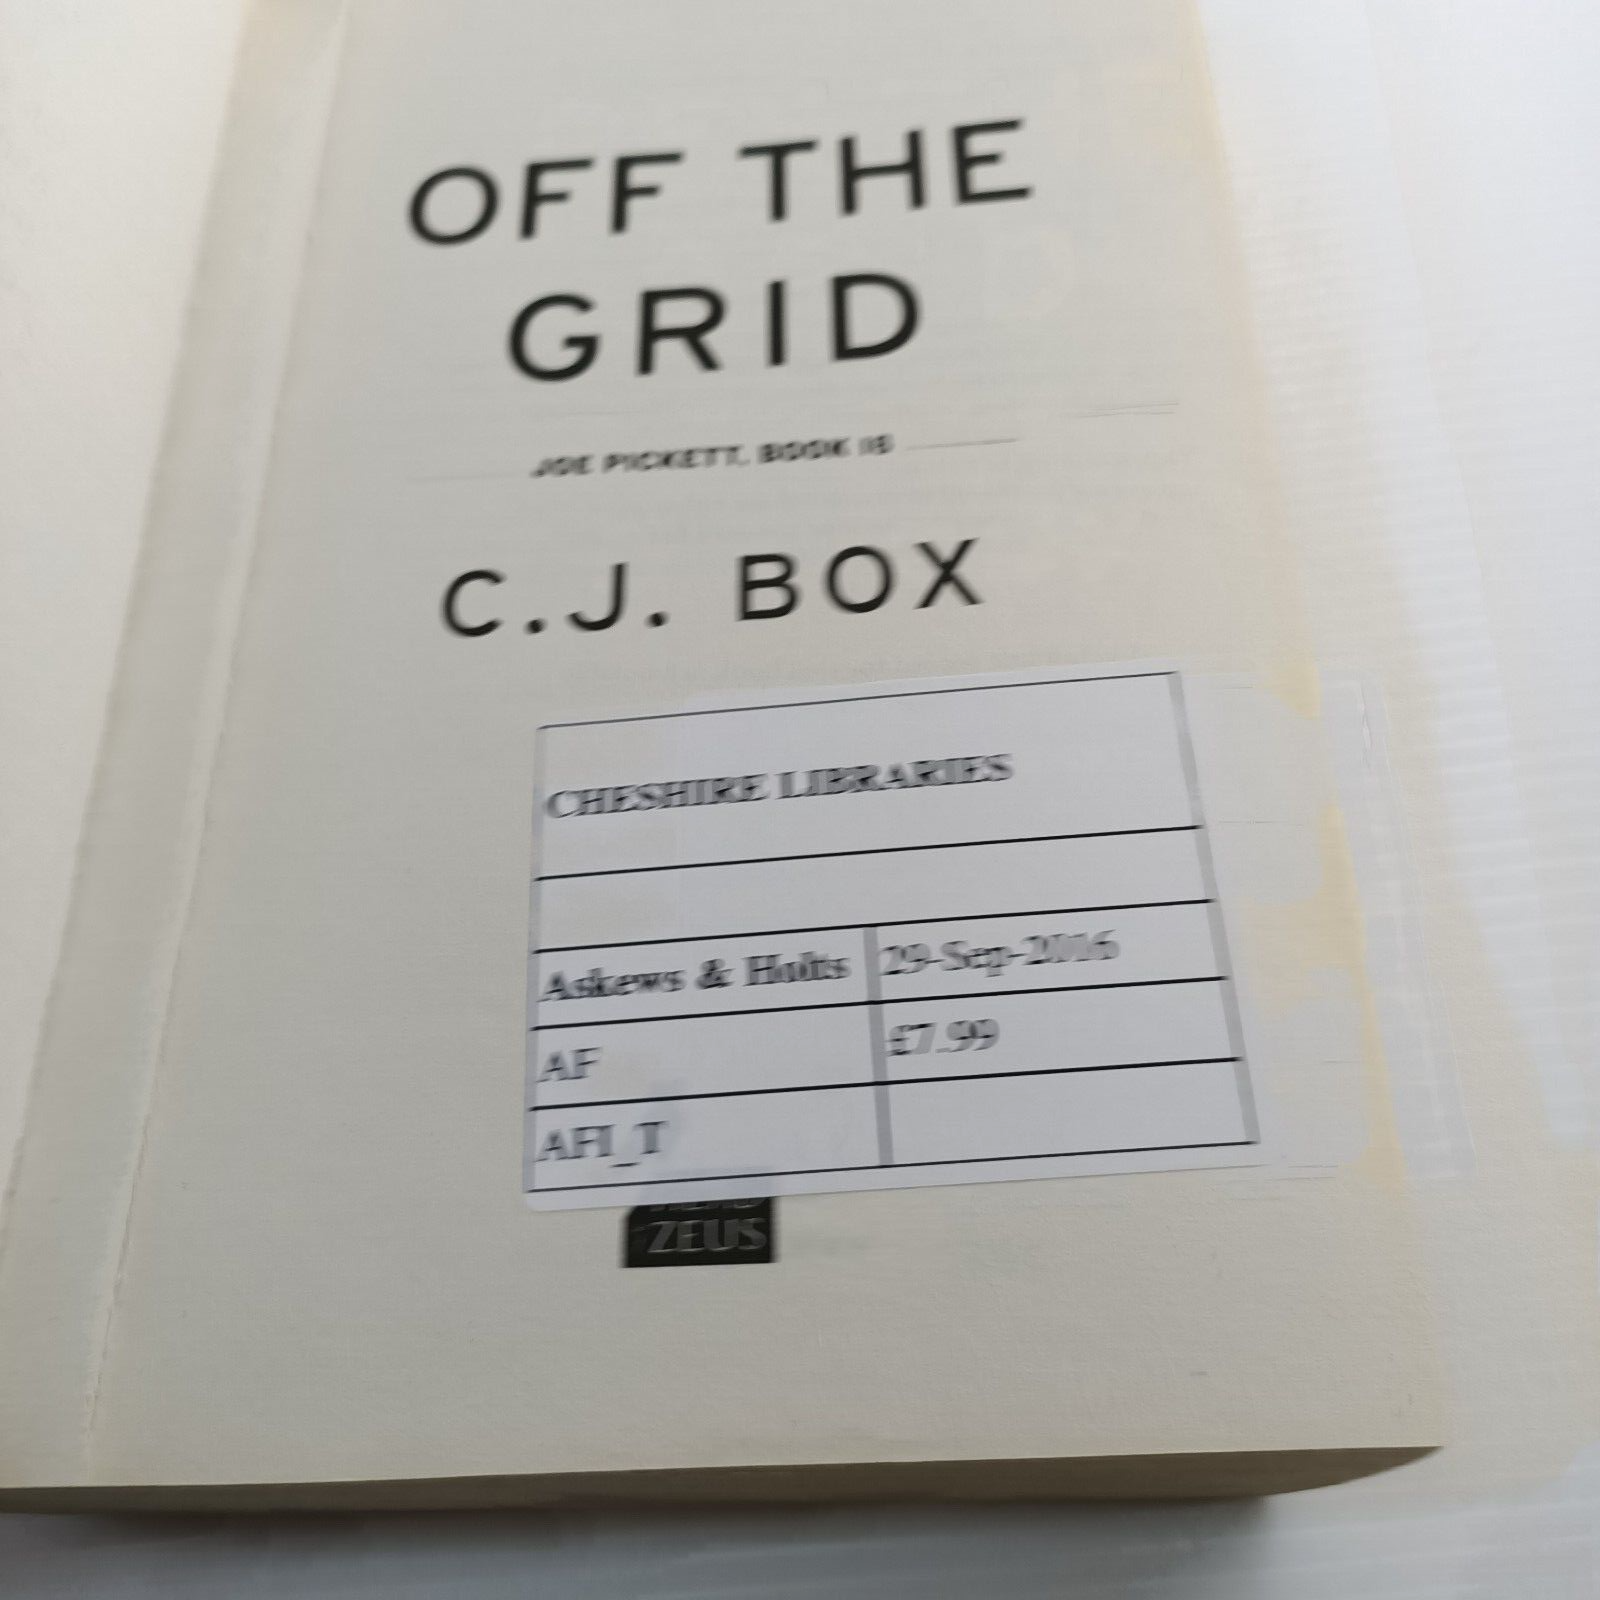 OFF THE
GRID
JOE PICKETT, BOOK 16
C.J. BOX
CHESHIRE LIBRARIES
Askews & Holts 29-Sep-2016
AF £7.99
AFI_T
ZEUS